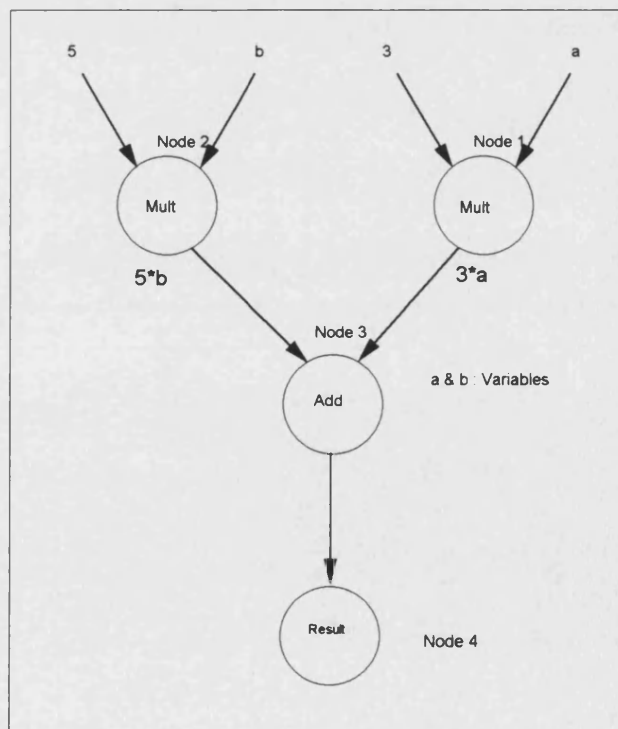 5 b 3 a
Node 2 Node 1
Mult Mult
5*b 3*a
Node 3
a & b : Variables
Add
Result
Node 4